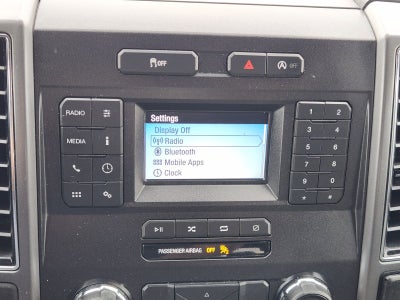 OFF
OFF
RADIO
MEDIA
i
Settings
Display Off
Radio
Bluetooth
Mobile Apps
Clock
1 2
3 4
5 6
7 8
9 0
* #
PASSENGER AIRBAG OFF